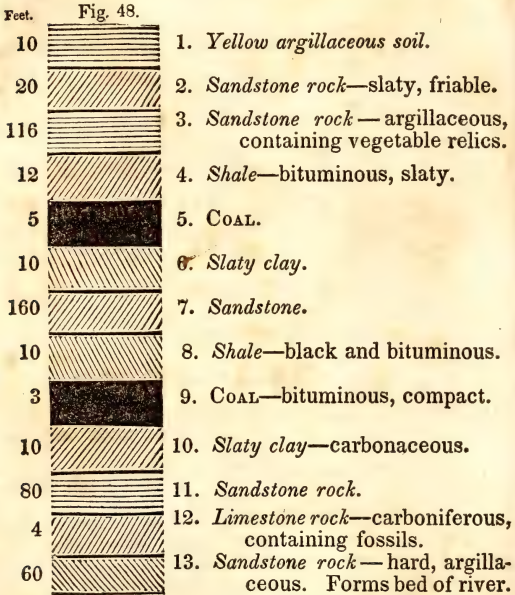 Feet. Fig. 48.
10 1. Yellow argillaceous soil.
20 2. Sandstone rock—slaty, friable.
116 3. Sandstone rock—argillaceous,
containing vegetable relics.
12 4. Shale—bituminous, slaty.
5 5. COAL.
10 6. Slaty clay.
160 7. Sandstone.
10 8. Shale—black and bituminous.
3 9. COAL—bituminous, compact.
10 10. Slaty clay—carbonaceous.
80 11. Sandstone rock.
4 12. Limestone rock—carboniferous,
containing fossils.
60 13. Sandstone rock—hard, argilla-
ceous. Forms bed of river.